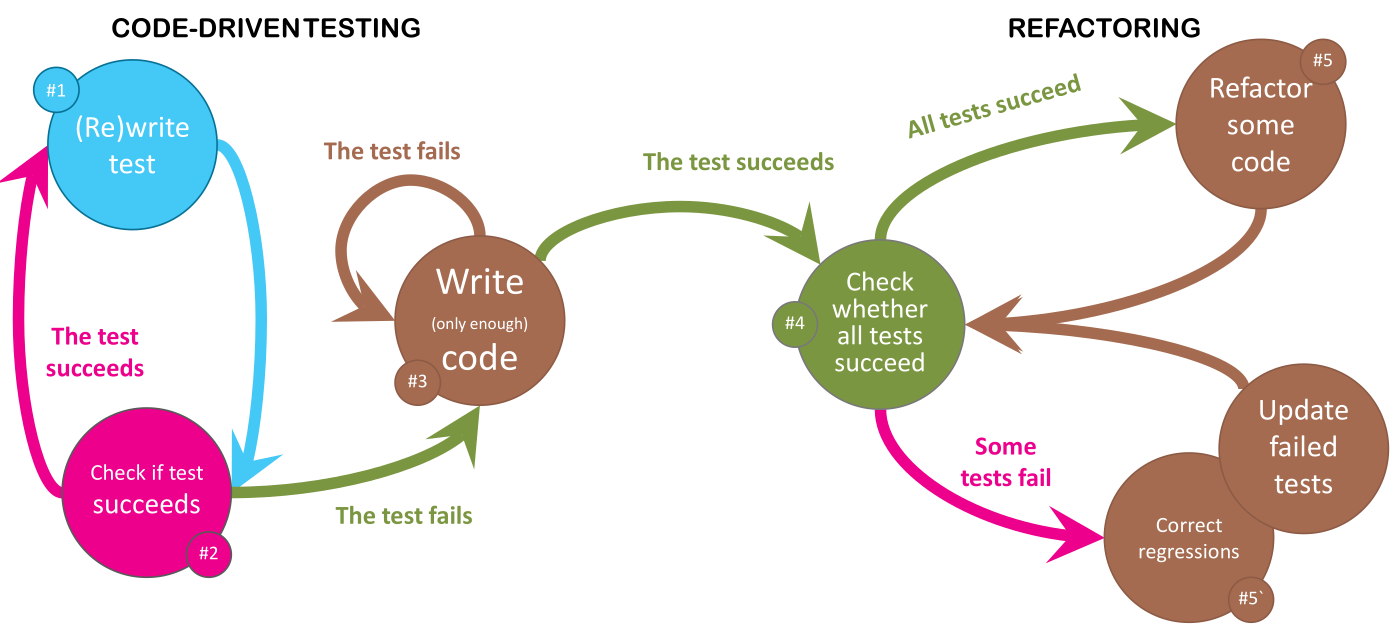 CODE-DRIVEN TESTING
REFACTORING
#1
(Re)write
test
The test
succeeds
Check if test
succeeds
#2
The test fails
The test fails
Write
(only enough)
code
#3
The test succeeds
#4
Check
whether
all tests
succeed
All tests succeed
#5
Refactor
some
code
Some
tests fail
Update
failed
tests
Correct
regressions
#5`